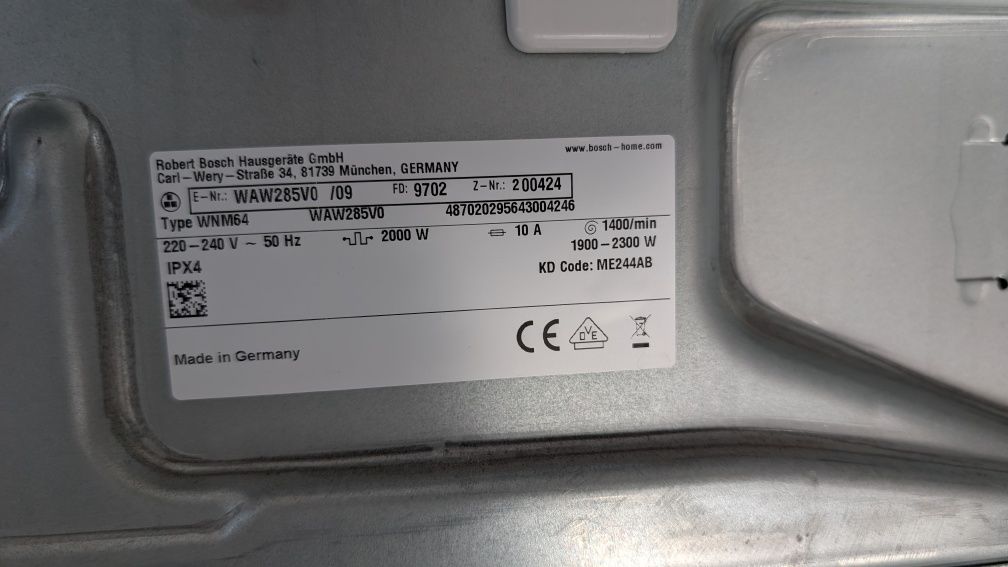 Robert Bosch Hausgeräte GmbH
www.bosch-home.com
Carl-Wery-Straße 34, 81739 München, GERMANY
E-Nr.: WAW285V0 /09 FD: 9702 Z-Nr.: 200424
Type WNM64 WAW285V0 487020295643004246
220-240 V ~ 50 Hz 2000 W 10 A 1400/min
1900-2300 W
IPX4 KD Code: ME244AB
CE OVE
Made in Germany